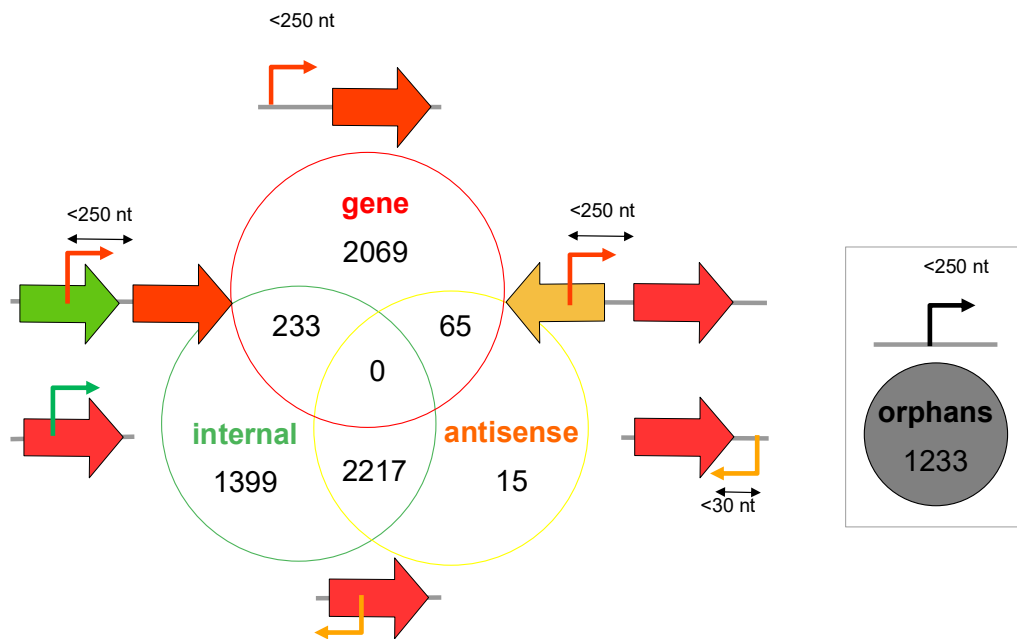 <250 nt
gene
2069
<250 nt
<250 nt
<250 nt
233
65
0
internal
antisense
orphans
1399
2217
15
1233
<30 nt